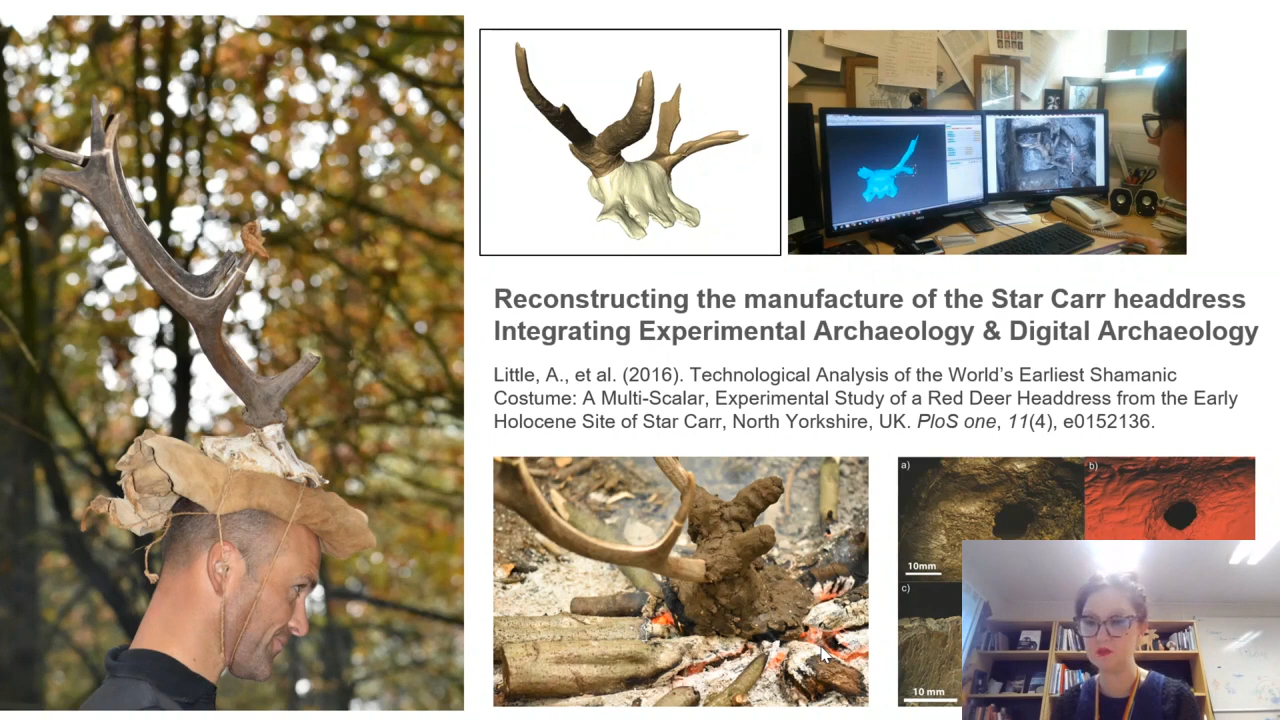 Reconstructing the manufacture of the Star Carr headdress
Integrating Experimental Archaeology & Digital Archaeology
Little, A., et al. (2016). Technological Analysis of the World’s Earliest Shamanic
Costume: A Multi-Scalar, Experimental Study of a Red Deer Headdress from the Early
Holocene Site of Star Carr, North Yorkshire, UK. PloS one, 11(4), e0152136.
a)
b)
10mm
c)
10 mm